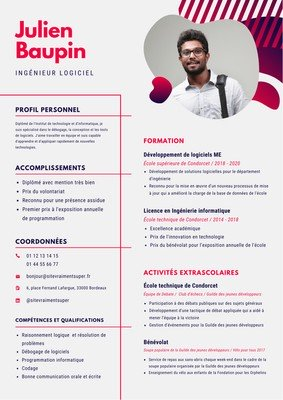 Julien
Baupin
INGÉNIEUR LOGICIEL
PROFIL PERSONNEL
Diplômé de l'Institut de technologie et d'informatique, je
suis spécialisé dans le débogage, la conception et les tests
de logiciels. J'aime travailler en équipe et suis capable
d'apprendre et d'appliquer rapidement de nouvelles
technologies.
ACCOMPLISSEMENTS
• Diplômé avec mention très bien
• Prix du volontariat
• Reconnu pour une présence assidue
• Premier prix à l'exposition annuelle
de programmation
COORDONNÉES
01 12 13 14 15
01 44 55 66 77
bonjour@sitevraimentsuper.fr
6, place Fernand Lafargue, 33000 Bordeaux
@sitevraimentsuper
COMPÉTENCES ET QUALIFICATIONS
• Raisonnement logique et résolution de
problèmes
• Débogage de logiciels
• Programmation informatique
• Codage
• Bonne communication orale et écrite
FORMATION
Développement de logiciels ME
École supérieure de Condorcet / 2018 - 2020
• Développement de solutions logicielles pour le département
d'ingénierie
• Reconnu pour la mise en œuvre d'un nouveau processus de mise
à jour qui a amélioré la charge de la base de données de l'école
Licence en Ingénierie informatique
École technique de Condorcet / 2014 - 2018
• Excellence académique
• Prix de l'innovation en technologie
• Prix du bénévolat pour l'exposition annuelle de l'école
ACTIVITÉS EXTRASCOLAIRES
École technique de Condorcet
Équipe de Débats / Club d'échecs / Guilde des jeunes développeurs
• Participation à des débats publiques sur des sujets généraux
• Développement d'une tactique de débat appliquée qui a aidé à
mener l'équipe à la victoire
• Gestion d'événements pour la Guilde des jeunes développeurs
Bénévolat
Soupe populaire de la Guilde des jeunes développeurs / Vêts pour tous 2017
• Service de repas aux sans abris chaque week-end dans le cadre de la
soupe populaire organisée par la Guilde des jeunes développeurs
• Enseignement du vélo aux enfants de la Fondation pour les Orphelins